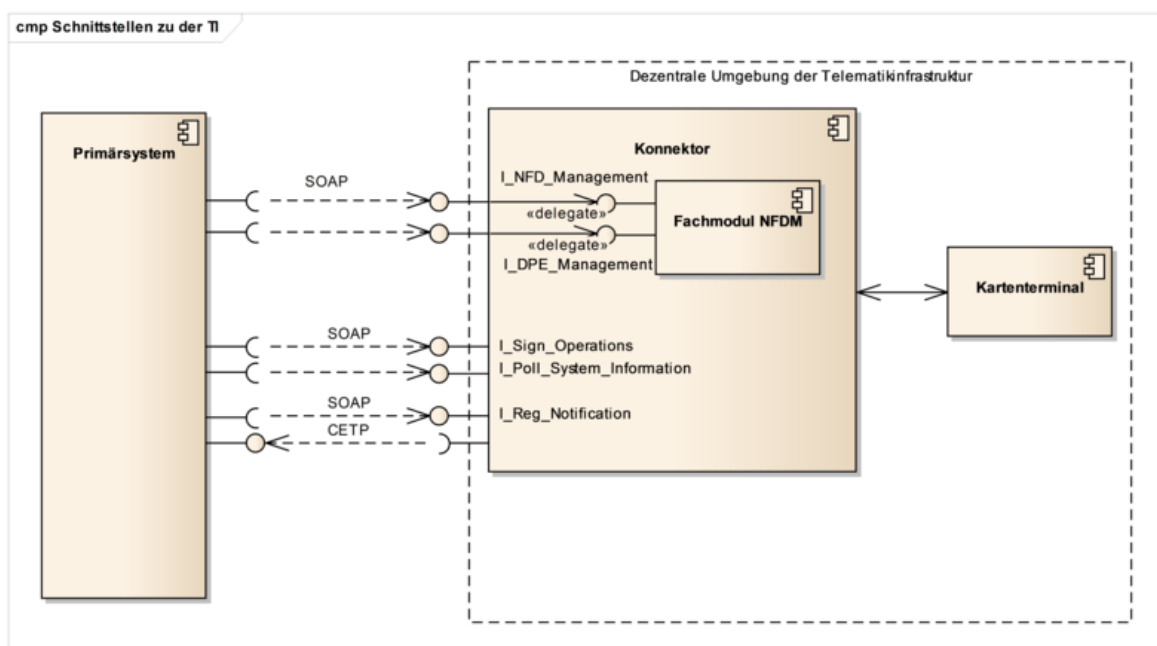 cmp Schnittstellen zu der TI
Dezentrale Umgebung der Telematikinfrastruktur
Primärsystem
Konnektor
SOAP
I_NFD_Management
«delegate»
Fachmodul NFDM
«delegate»
I_DPE_Management
Kartenterminal
SOAP
I_Sign_Operations
I_Poll_System_Information
SOAP
I_Reg_Notification
CETP